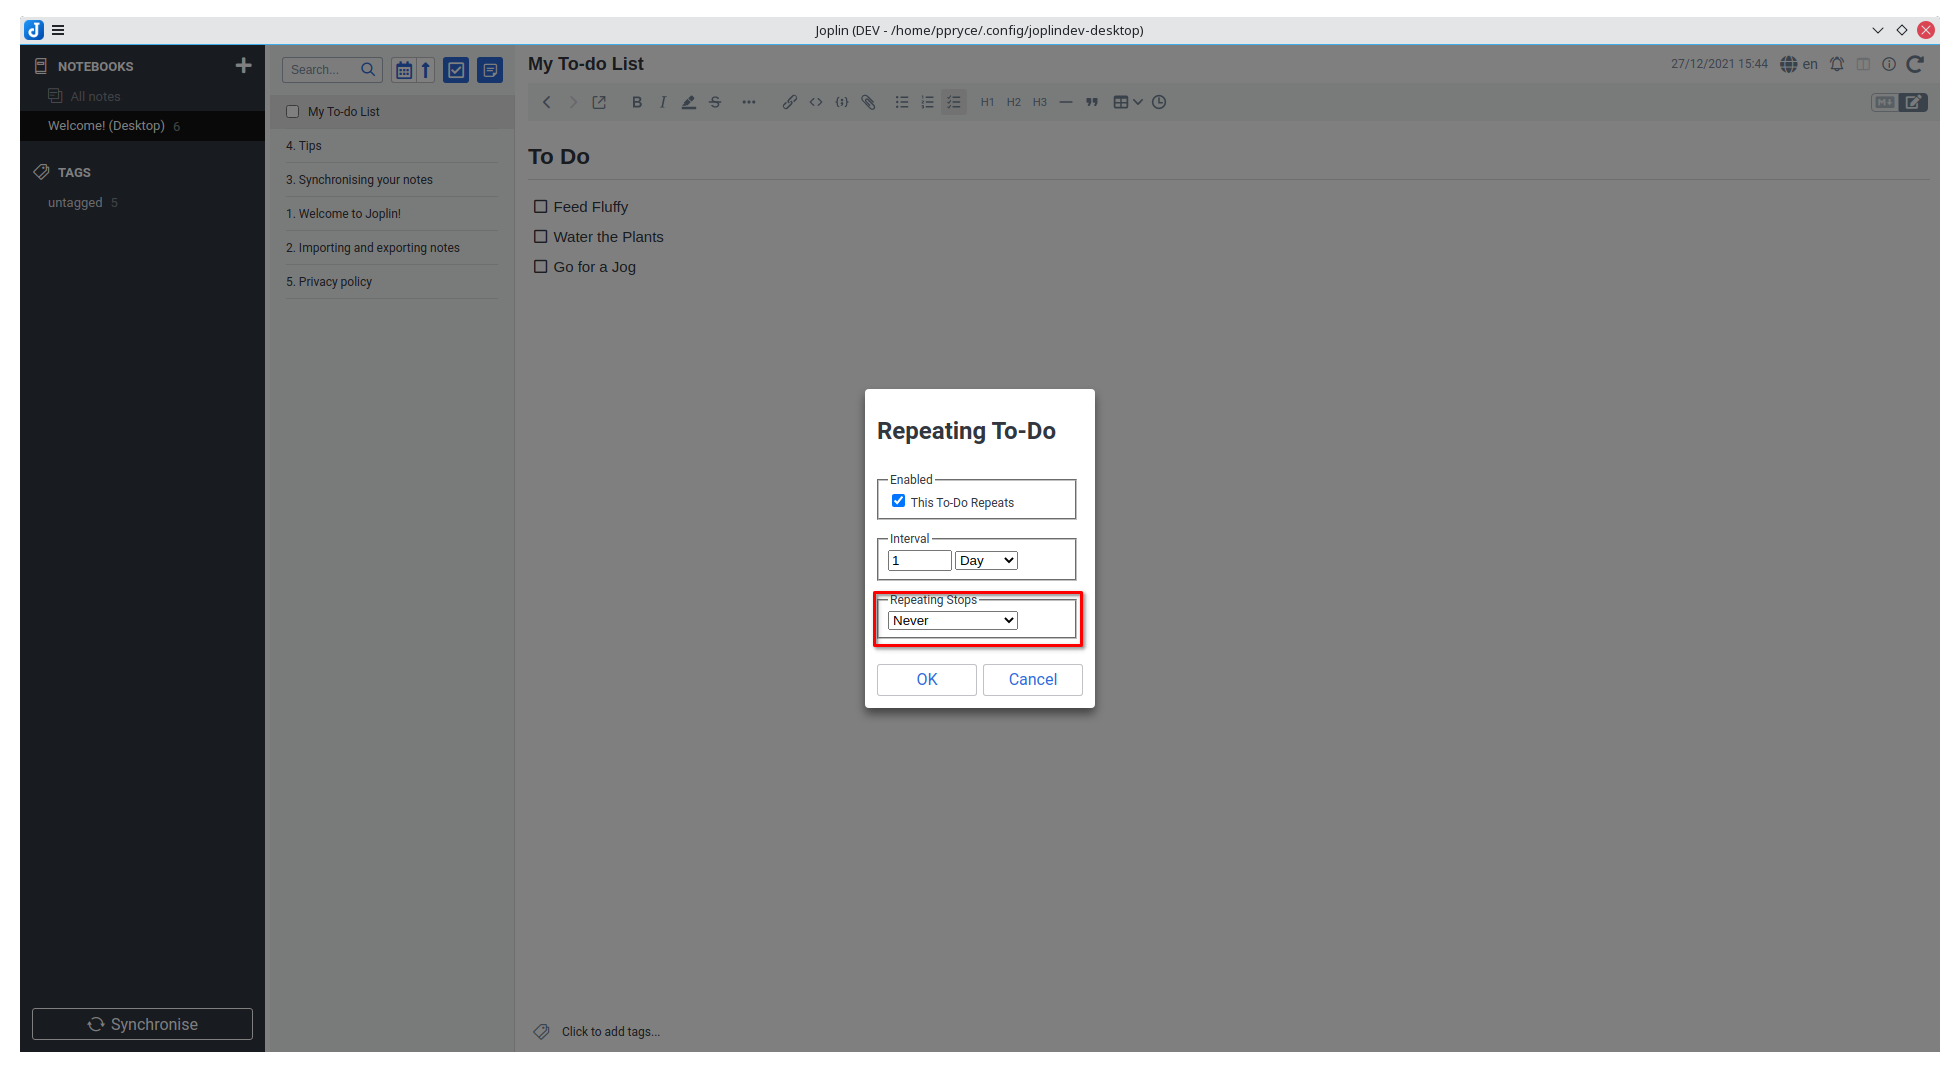 Joplin (DEV - /home/ppryce/.config/joplindev-desktop)
NOTEBOOKS
All notes
Welcome! (Desktop) 6
TAGS
untagged 5
Synchronise
Search...
My To-do List
4. Tips
3. Synchronising your notes
1. Welcome to Joplin!
2. Importing and exporting notes
5. Privacy policy
My To-do List
27/12/2021 15:44
en
B I S H1 H2 H3
To Do
Feed Fluffy
Water the Plants
Go for a Jog
Click to add tags...
Repeating To-Do
Enabled
This To-Do Repeats
Interval
1 Day
Repeating Stops
Never
OK Cancel